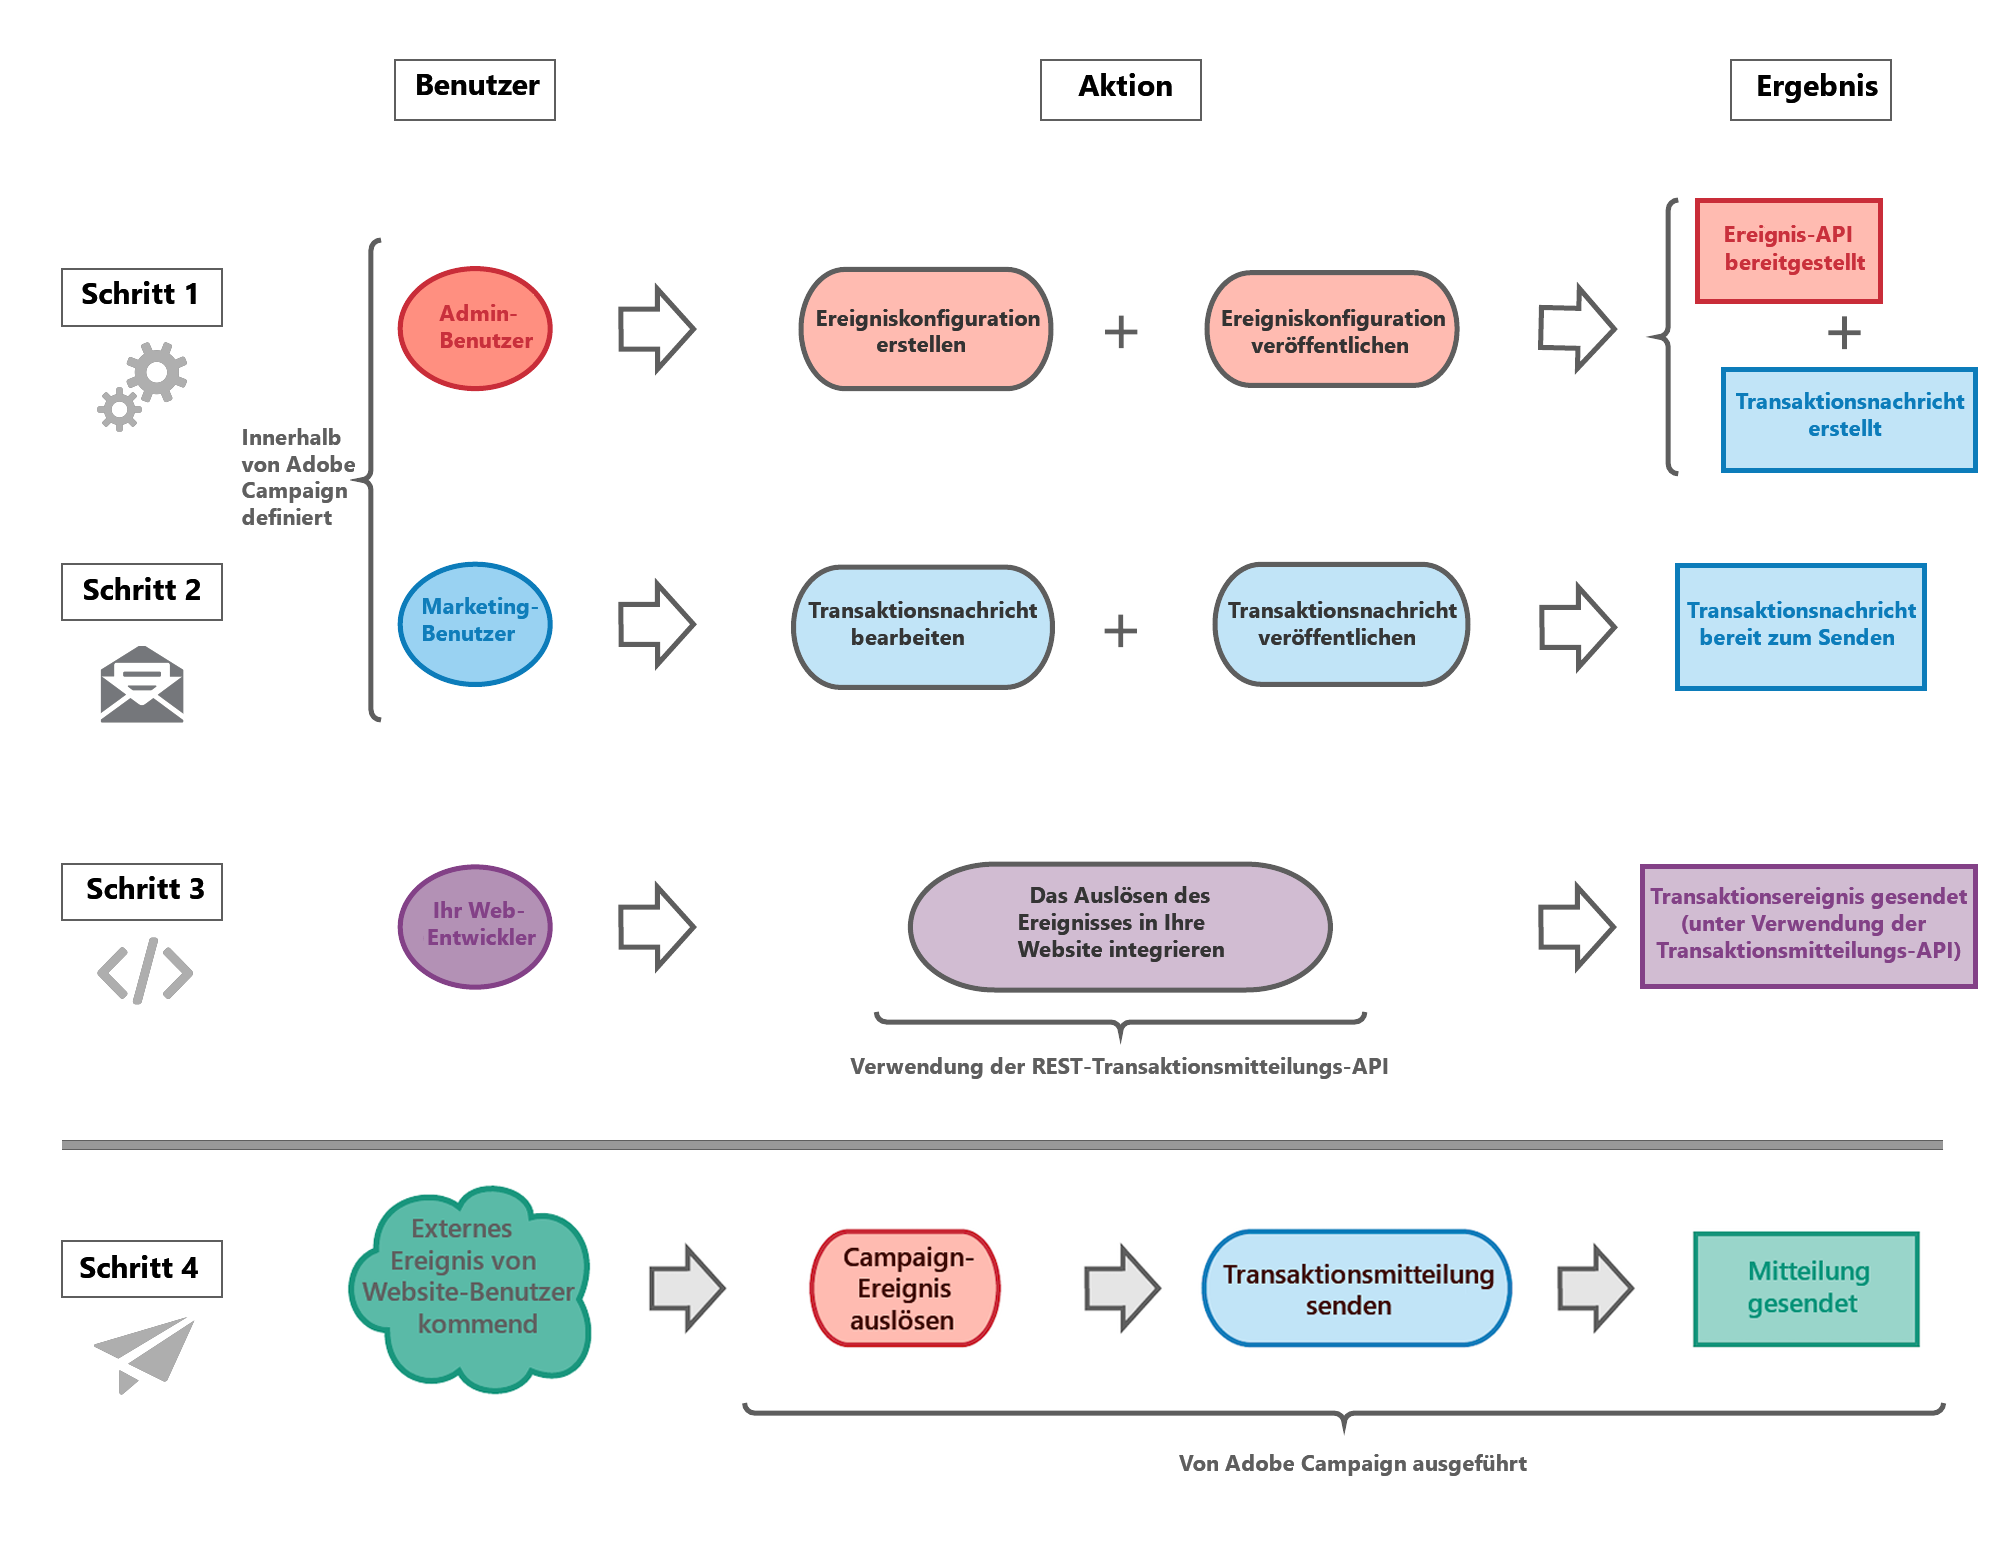 Benutzer
Aktion
Ergebnis
Schritt 1
Admin-
Benutzer
Ereigniskonfiguration
erstellen
+
Ereigniskonfiguration
veröffentlichen
Ereignis-API
bereitgestellt
+
Transaktionsnachricht
erstellt
Innerhalb
von Adobe
Campaign
definiert
Schritt 2
Marketing-
Benutzer
Transaktionsnachricht
bearbeiten
+
Transaktionsnachricht
veröffentlichen
Transaktionsnachricht
bereit zum Senden
Schritt 3
Ihr Web-
Entwickler
Das Auslösen des
Ereignisses in Ihre
Website integrieren
Transaktionsereignis gesendet
(unter Verwendung der
Transaktionsmitteilungs-API)
Verwendung der REST-Transaktionsmitteilungs-API
Schritt 4
Externes
Ereignis von
Website-Benutzer
kommend
Campaign-
Ereignis
auslösen
Transaktionsmitteilung
senden
Mitteilung
gesendet
Von Adobe Campaign ausgeführt